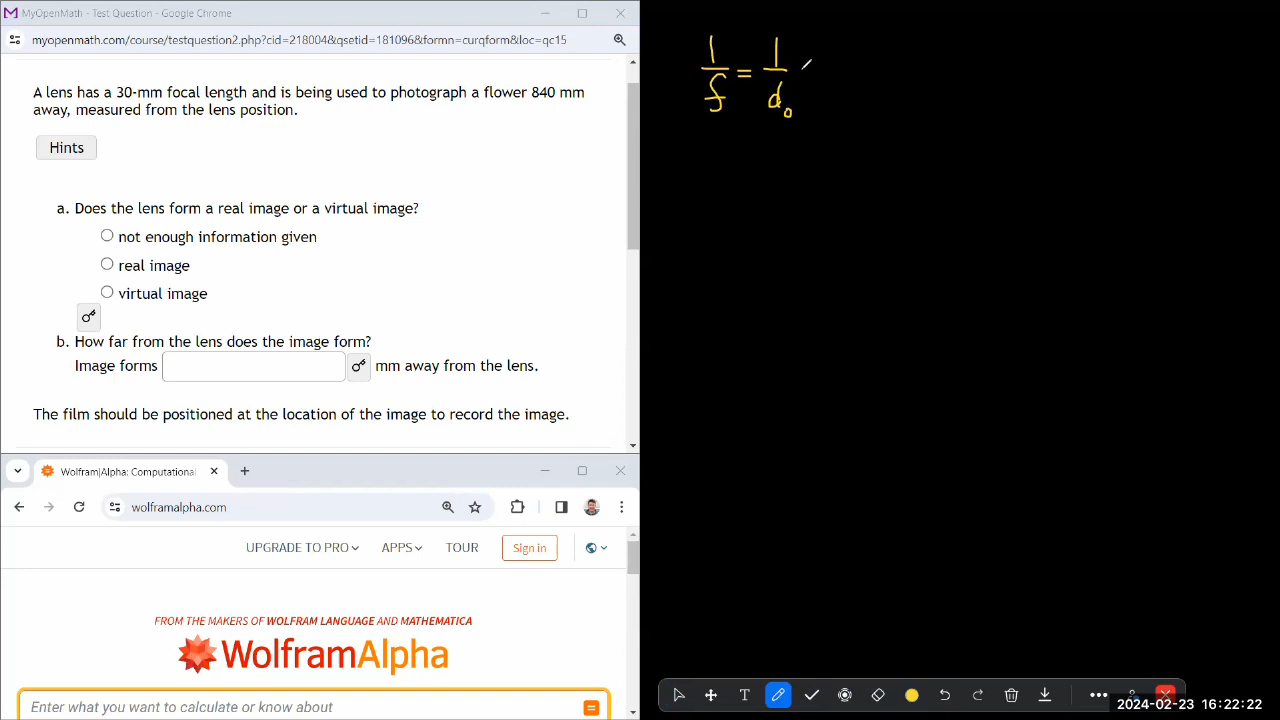 MyOpenMath - Test Question - Google Chrome
myopenmath.com/course/testquestion2.php?cid=218004&qsetid=181096&formn=curqform&loc=qc15
A lens has a 30-mm focal length and is being used to photograph a flower 840 mm
away, measured from the lens position.
Hints
a. Does the lens form a real image or a virtual image?
not enough information given
real image
virtual image
b. How far from the lens does the image form?
Image forms mm away from the lens.
The film should be positioned at the location of the image to record the image.
Wolfram|Alpha: Computational
wolframalpha.com
UPGRADE TO PRO APPS TOUR Sign in
FROM THE MAKERS OF WOLFRAM LANGUAGE AND MATHEMATICA
WolframAlpha
Enter what you want to calculate or know about
1/f = 1/d₀
T
2024-02-23 16:22:22